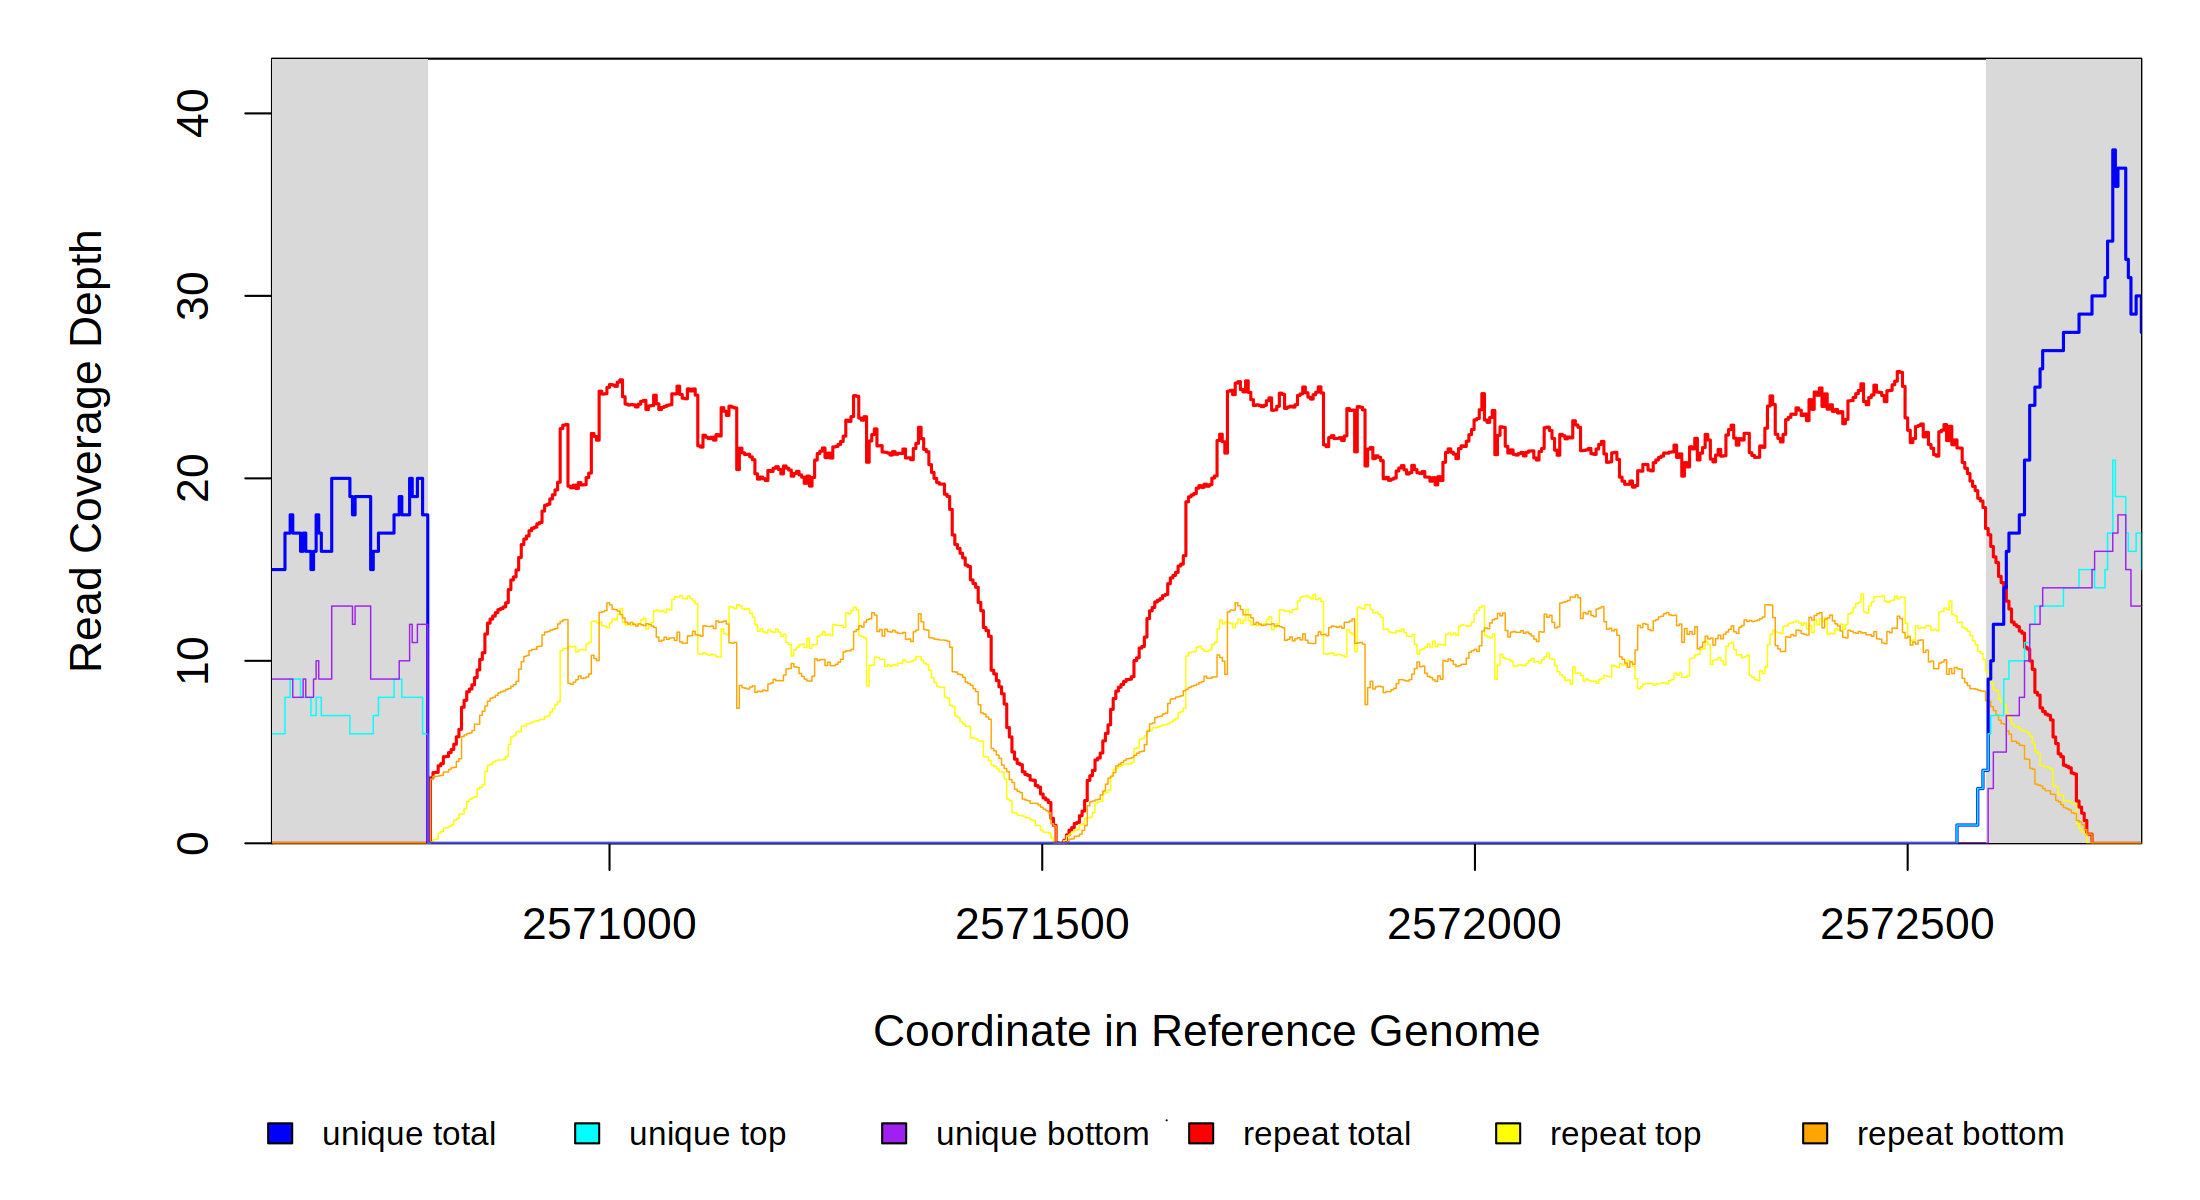 40
30
20
10
0
Read Coverage Depth
2571000 2571500 2572000 2572500
Coordinate in Reference Genome
unique total unique top unique bottom repeat total repeat top repeat bottom